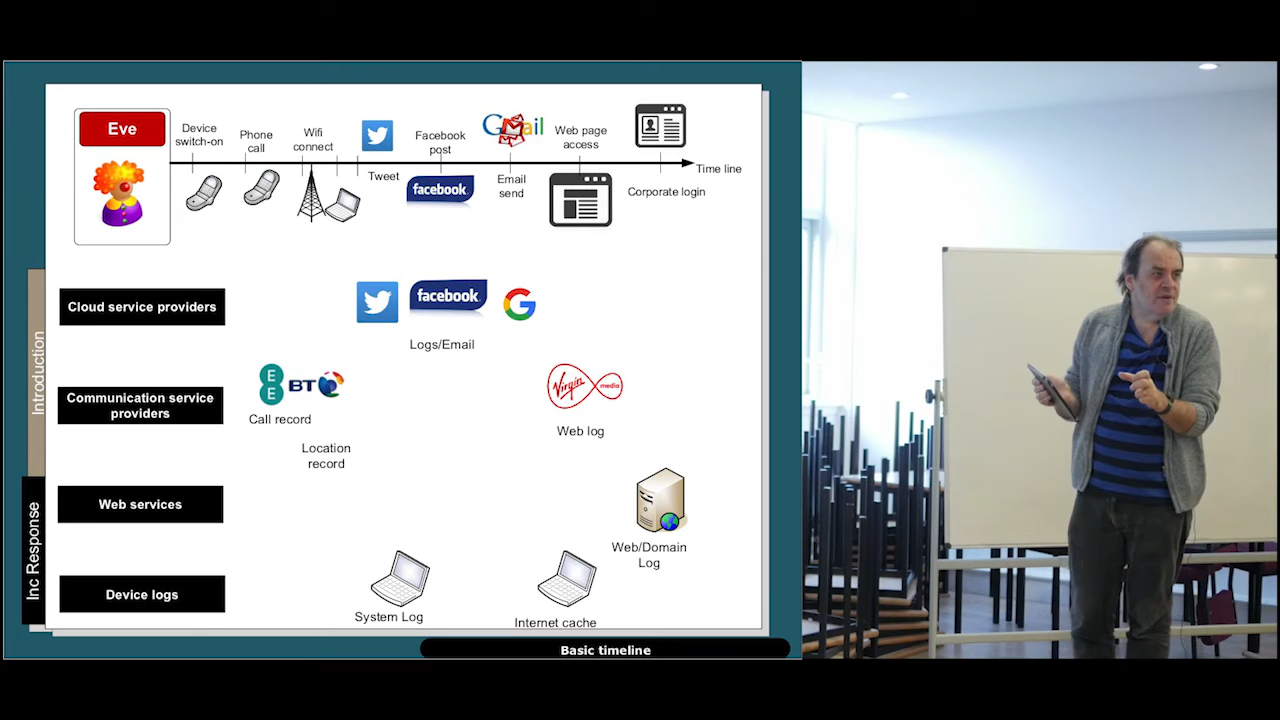 Eve
Device
switch-on
Phone
call
Wifi
connect
Tweet
Facebook
post
facebook
Gmail
Email
send
Web page
access
Corporate login
Time line
Introduction
Inc Response
Cloud service providers
facebook
G
Logs/Email
Communication service
providers
EE
BT
Call record
Location
record
Virgin
media
Web log
Web services
Web/Domain
Log
Device logs
System Log
Internet cache
Basic timeline